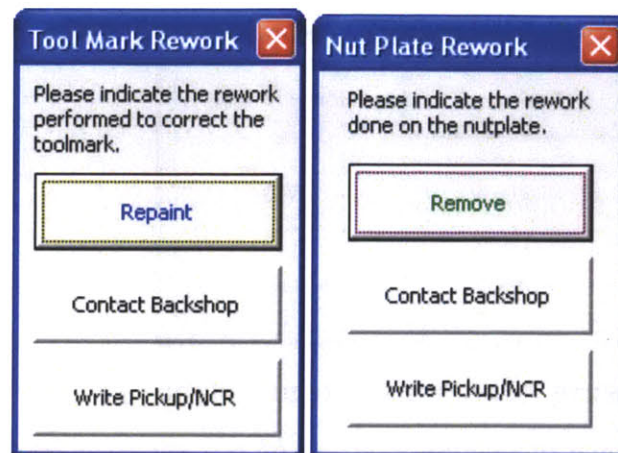 Tool Mark Rework
Please indicate the rework
performed to correct the
toolmark.
Repaint
Contact Backshop
Write Pickup/NCR
Nut Plate Rework
Please indicate the rework
done on the nutplate.
Remove
Contact Backshop
Write Pickup/NCR